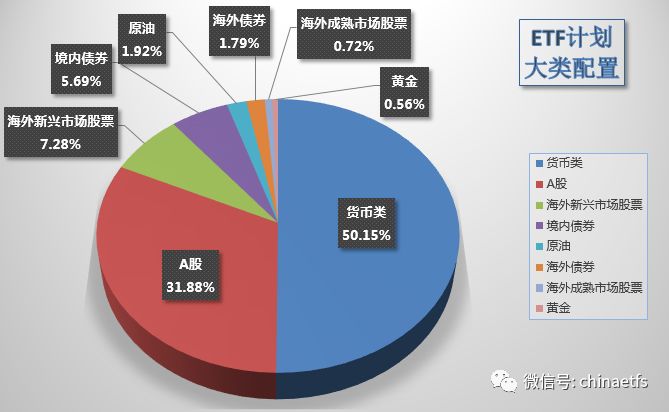 ETF计划
大类配置
原油
1.92%
海外债券
1.79%
海外成熟市场股票
0.72%
境内债券
5.69%
黄金
0.56%
海外新兴市场股票
7.28%
货币类
50.15%
A股
31.88%
货币类
A股
海外新兴市场股票
境内债券
原油
海外债券
海外成熟市场股票
黄金
微信号: chinaetfs